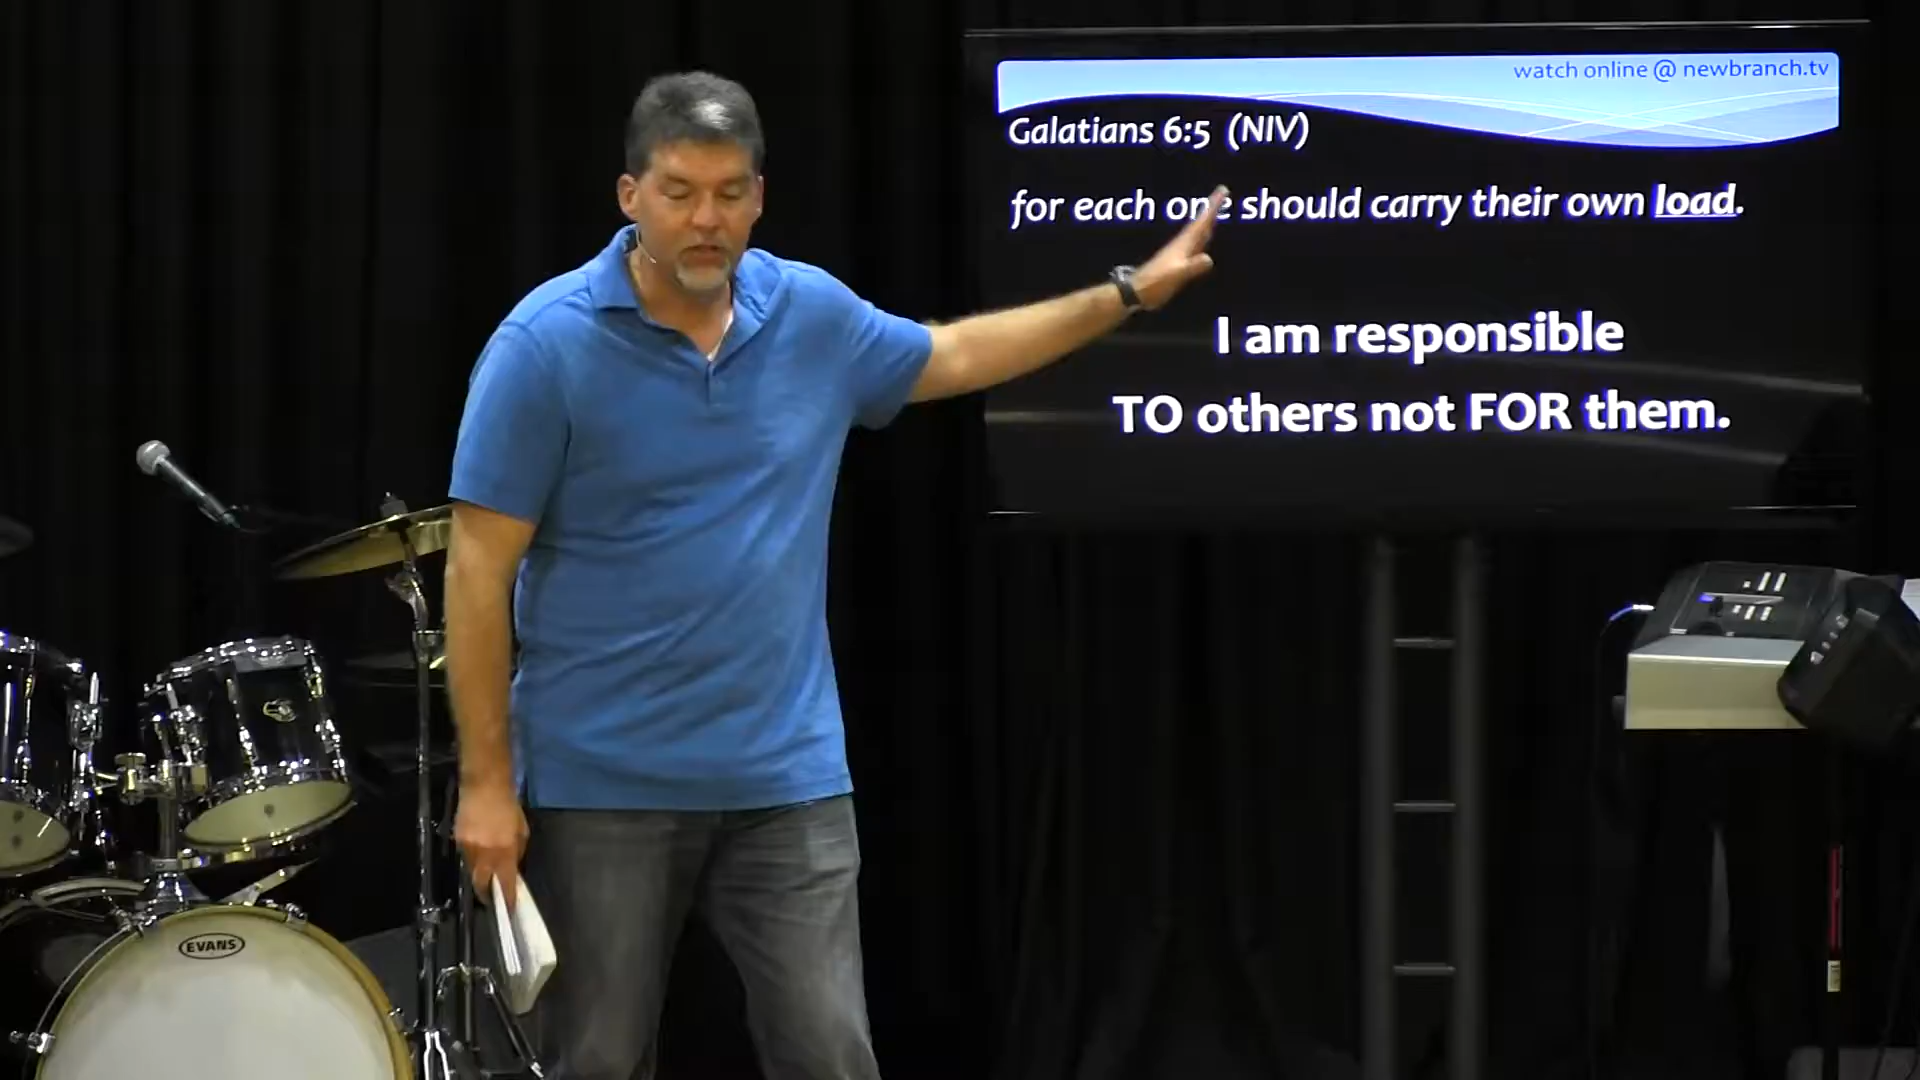 watch online @ newbranch.tv
Galatians 6:5 (NIV)
for each one should carry their own load.
I am responsible
TO others not FOR them.
EVANS